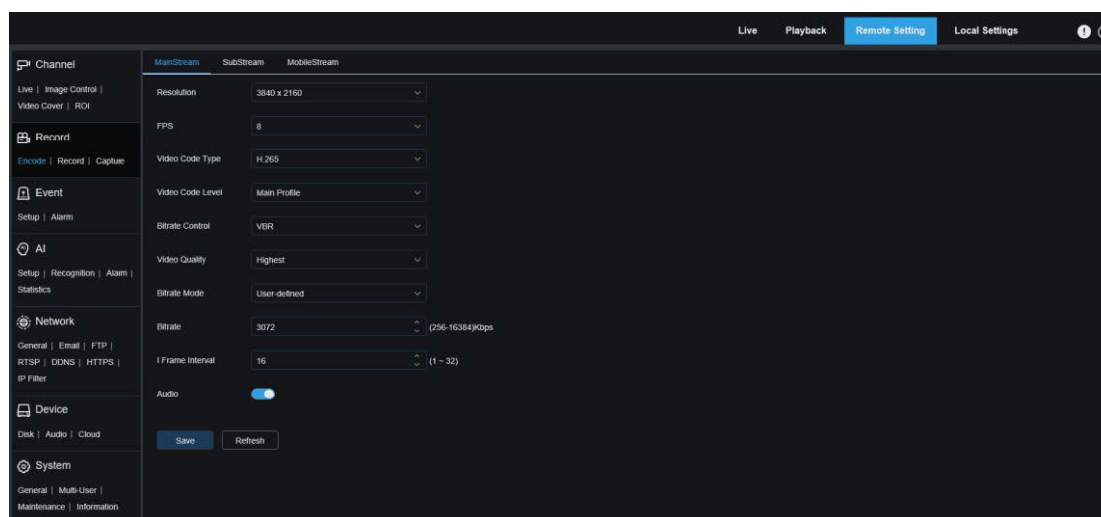 Live Playback Remote Setting Local Settings
Channel
Live | Image Control |
Video Cover | ROI
Record
Encode | Record | Capture
Event
Setup | Alarm
AI
Setup | Recognition | Alarm |
Statistics
Network
General | Email | FTP |
RTSP | DDNS | HTTPS |
IP Filter
Device
Disk | Audio | Cloud
System
General | Multi-User |
Maintenance | Information
MainStream SubStream MobileStream
Resolution 3840 x 2160
FPS 8
Video Code Type H.265
Video Code Level Main Profile
Bitrate Control VBR
Video Quality Highest
Bitrate Mode User-defined
Bitrate 3072 (256-16384)Kbps
I Frame Interval 16 (1 ~ 32)
Audio
Save Refresh